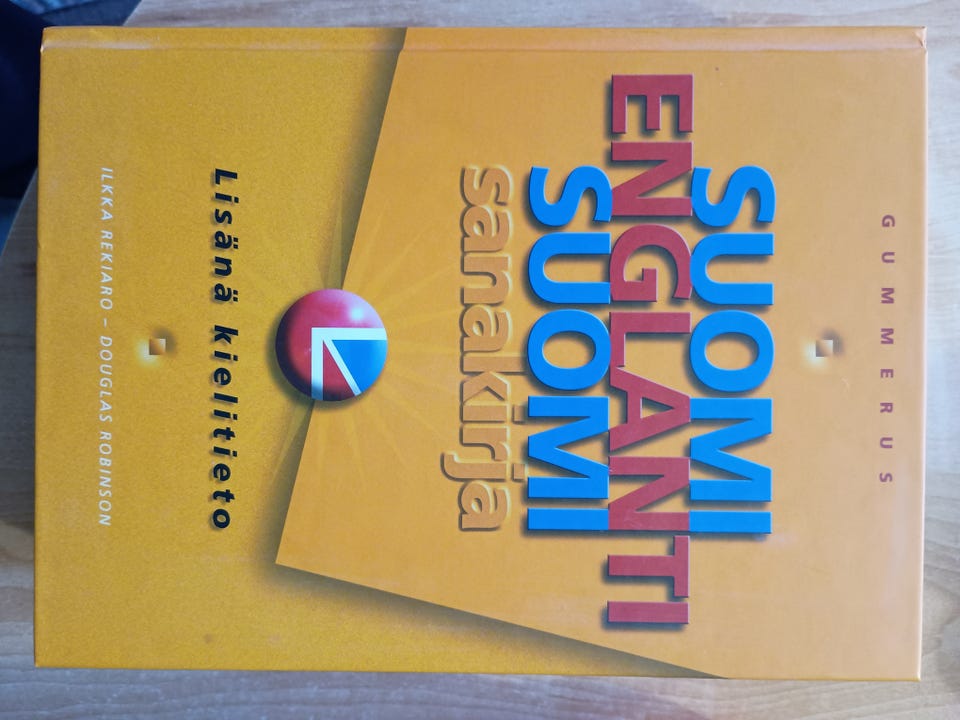 GUMMERUS
SUOMI
ENGLANTI
SUOMI
sanakirja
Lisänä kielitieto
ILKKA REKIARO – DOUGLAS ROBINSON